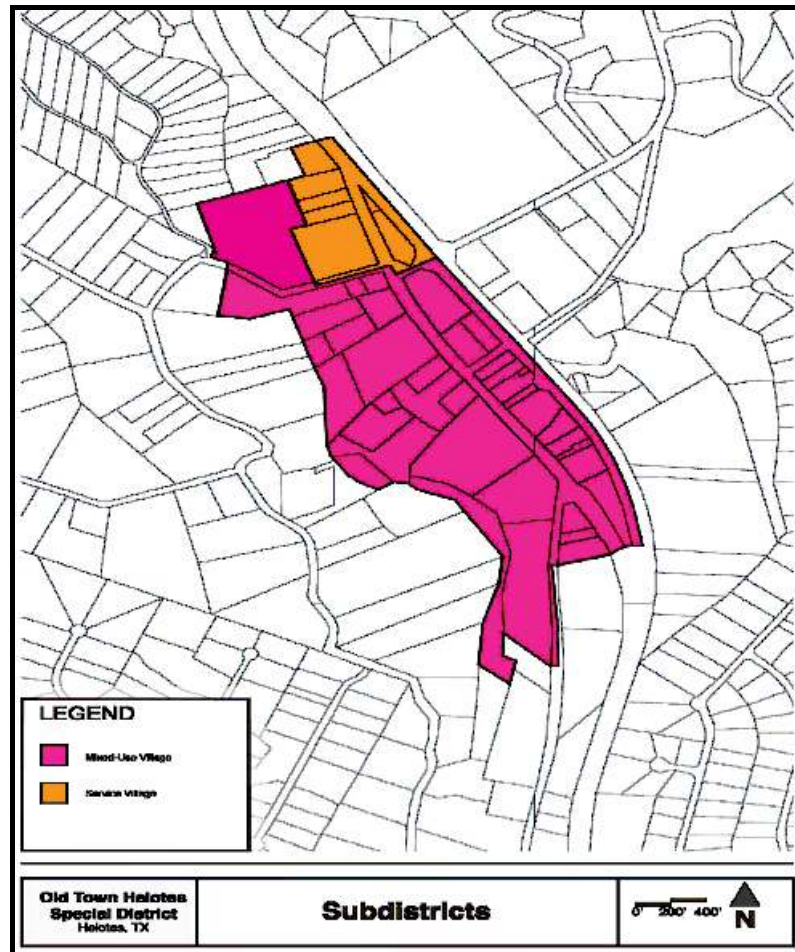 LEGEND
Mixed-Use Village
Service Village
Old Town Helotes
Special District
Helotes, TX
Subdistricts
0' 200' 400'
N